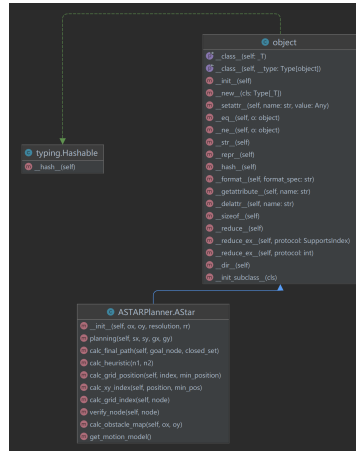 object
__class__(self: _T)
__class__(self, __type: Type[object])
__init__(self)
__new__(cls: Type[_T])
__setattr__(self, name: str, value: Any)
__eq__(self, o: object)
__ne__(self, o: object)
__str__(self)
__repr__(self)
__hash__(self)
__format__(self, format_spec: str)
__getattribute__(self, name: str)
__delattr__(self, name: str)
__sizeof__(self)
__reduce__(self)
__reduce_ex__(self, protocol: SupportsIndex)
__reduce_ex__(self, protocol: int)
__dir__(self)
__init_subclass__(cls)
typing.Hashable
__hash__(self)
ASTARPlanner.AStar
__init__(self, ox, oy, resolution, rr)
planning(self, sx, sy, gx, gy)
calc_final_path(self, goal_node, closed_set)
calc_heuristic(n1, n2)
calc_grid_position(self, index, min_position)
calc_xy_index(self, position, min_pos)
calc_grid_index(self, node)
verify_node(self, node)
calc_obstacle_map(self, ox, oy)
get_motion_model()